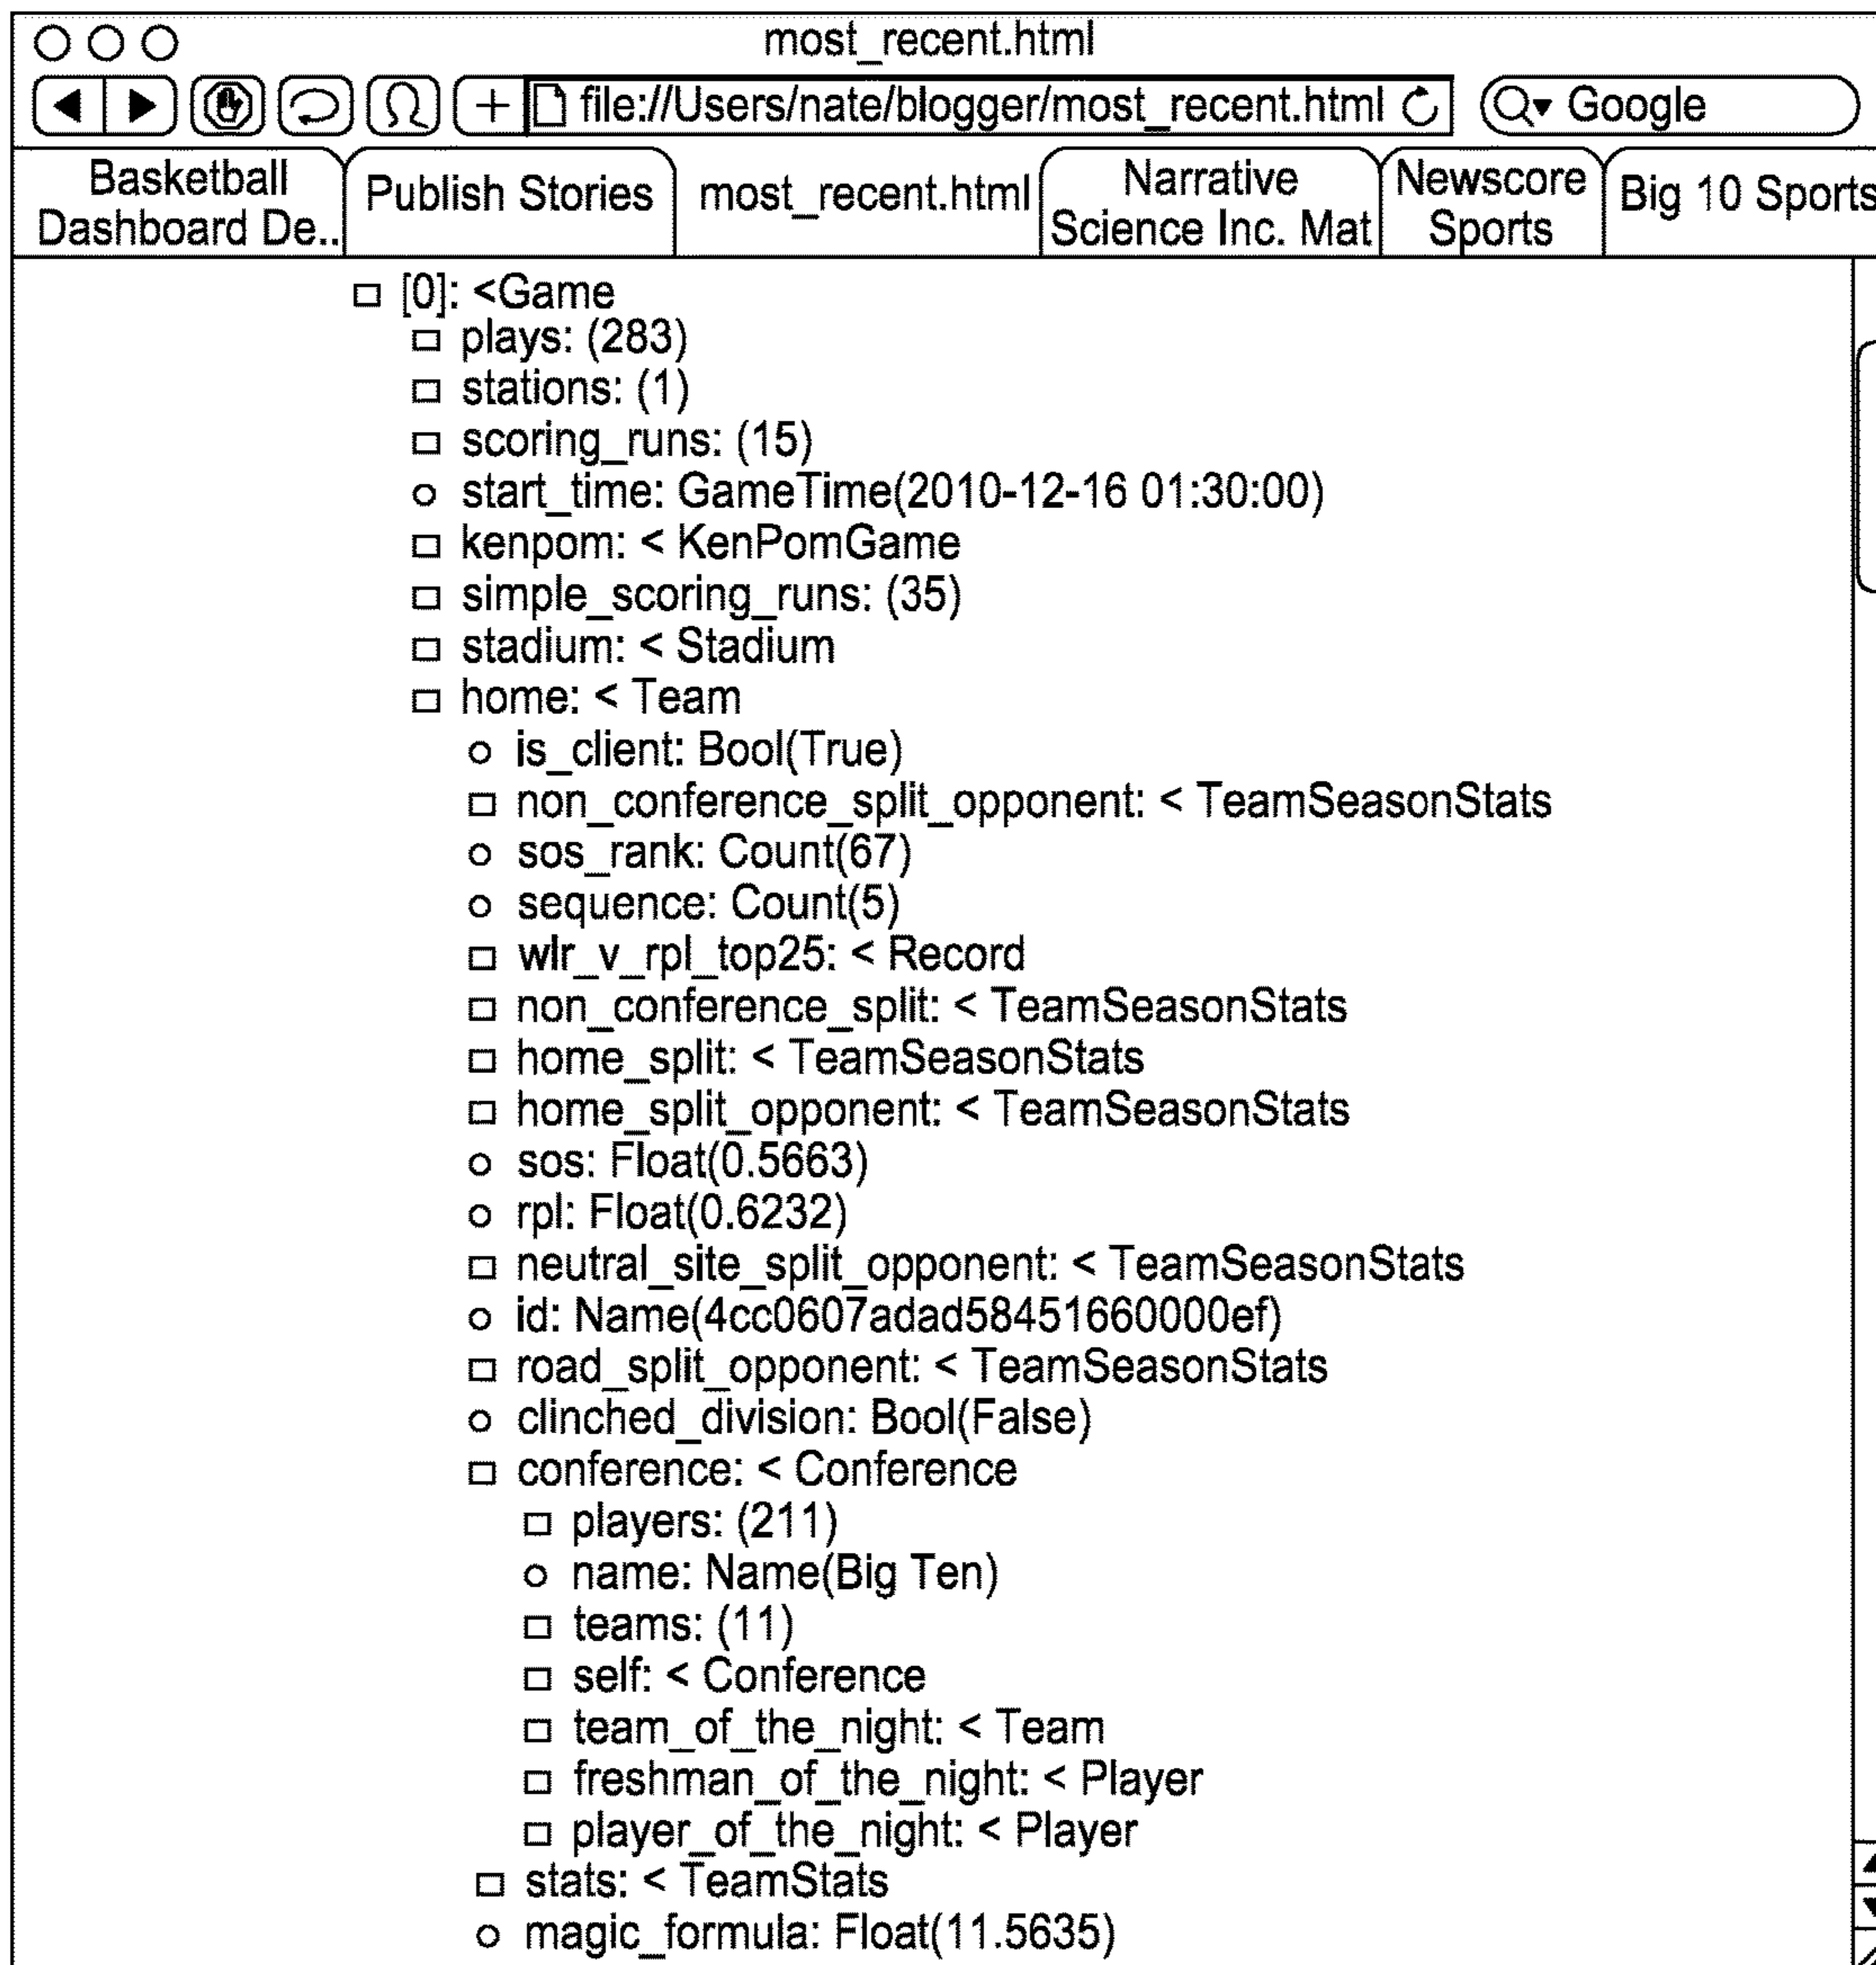 most_recent.html
+ file://Users/nate/blogger/most_recent.html Google
Basketball Dashboard De..
Publish Stories
most_recent.html
Narrative Science Inc. Mat
Newscore Sports
Big 10 Sports
[0]: <Game
plays: (283)
stations: (1)
scoring_runs: (15)
start_time: GameTime(2010-12-16 01:30:00)
kenpom: < KenPomGame
simple_scoring_runs: (35)
stadium: < Stadium
home: < Team
is_client: Bool(True)
non_conference_split_opponent: < TeamSeasonStats
sos_rank: Count(67)
sequence: Count(5)
wlr_v_rpl_top25: < Record
non_conference_split: < TeamSeasonStats
home_split: < TeamSeasonStats
home_split_opponent: < TeamSeasonStats
sos: Float(0.5663)
rpl: Float(0.6232)
neutral_site_split_opponent: < TeamSeasonStats
id: Name(4cc0607adad58451660000ef)
road_split_opponent: < TeamSeasonStats
clinched_division: Bool(False)
conference: < Conference
players: (211)
name: Name(Big Ten)
teams: (11)
self: < Conference
team_of_the_night: < Team
freshman_of_the_night: < Player
player_of_the_night: < Player
stats: < TeamStats
magic_formula: Float(11.5635)